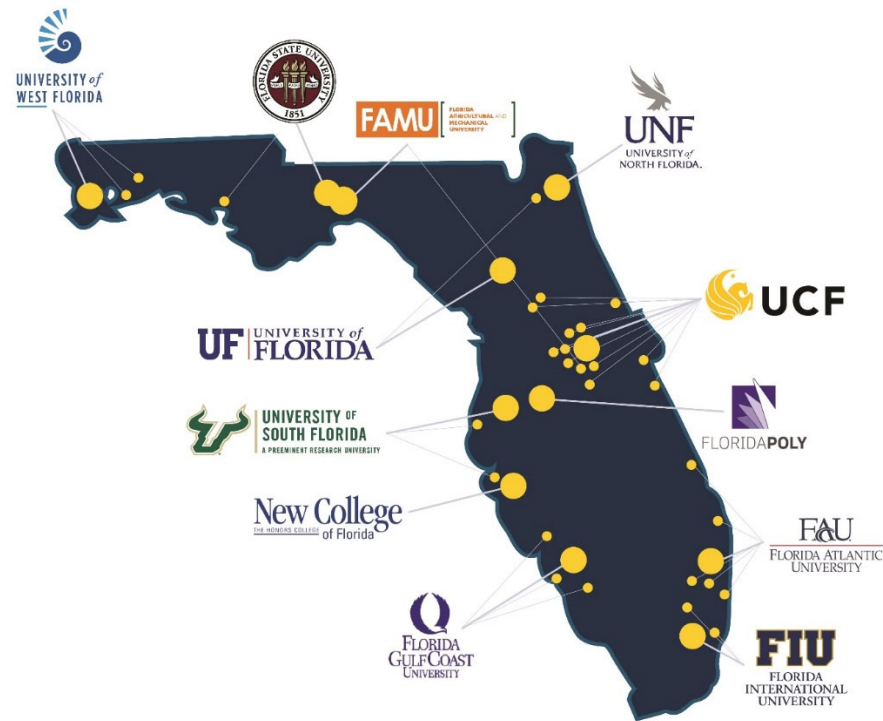 UNIVERSITY of
WEST FLORIDA
FLORIDA STATE UNIVERSITY
1851
FAMU
FLORIDA
AGRICULTURAL AND
MECHANICAL
UNIVERSITY
UNF
UNIVERSITY of
NORTH FLORIDA.
UCF
UF
UNIVERSITY of
FLORIDA
UNIVERSITY OF
SOUTH FLORIDA
A PREEMINENT RESEARCH UNIVERSITY
FLORIDAPOLY
New College
THE HONORS COLLEGE
of Florida
FAU
FLORIDA ATLANTIC
UNIVERSITY
FLORIDA
GULF COAST
UNIVERSITY
FIU
FLORIDA
INTERNATIONAL
UNIVERSITY